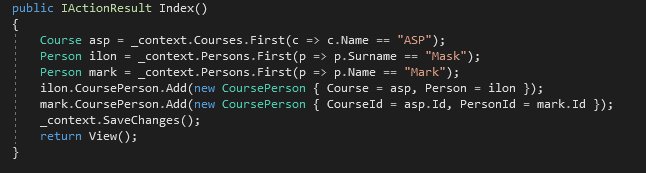 public IActionResult Index()
{
Course asp = _context.Courses.First(c => c.Name == "ASP");
Person ilon = _context.Persons.First(p => p.Surname == "Mask");
Person mark = _context.Persons.First(p => p.Name == "Mark");
ilon.CoursePerson.Add(new CoursePerson { Course = asp, Person = ilon });
mark.CoursePerson.Add(new CoursePerson { CourseId = asp.Id, PersonId = mark.Id });
_context.SaveChanges();
return View();
}